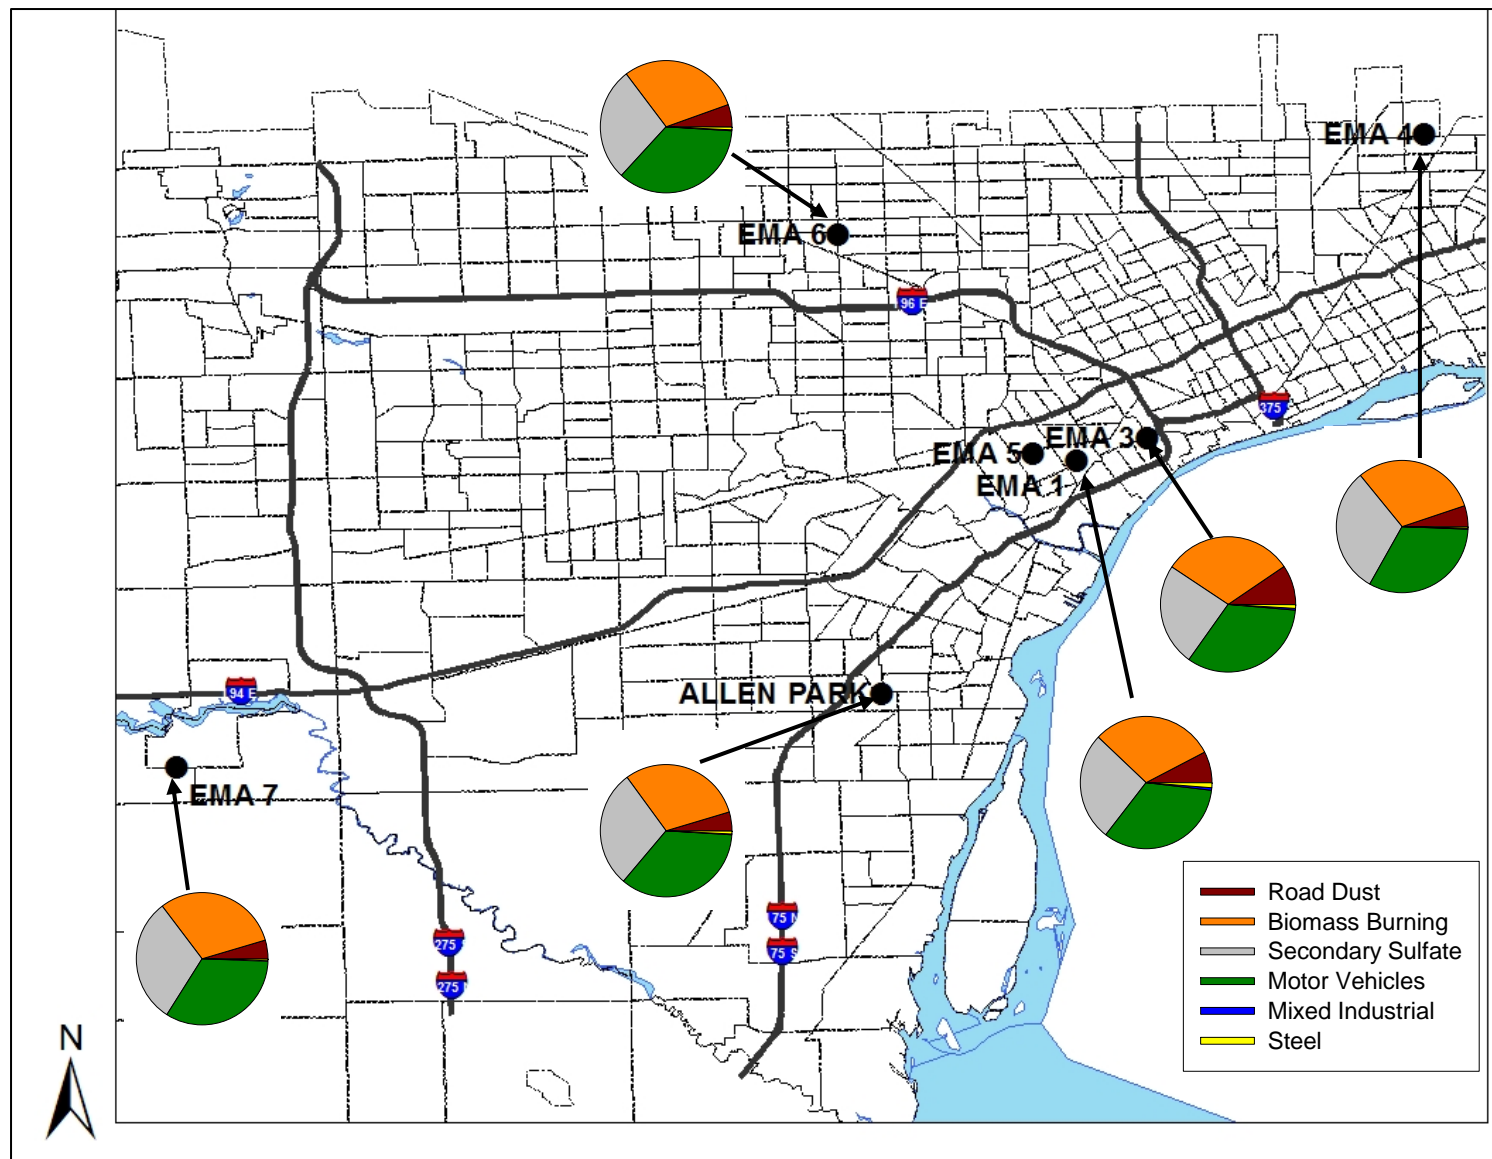 EMA 4
EMA 6
96 E
375
EMA 3
EMA 5
EMA 1
94 E
ALLEN PARK
EMA 7
75 N
275
75 S
275
Road Dust
Biomass Burning
Secondary Sulfate
Motor Vehicles
Mixed Industrial
Steel
N